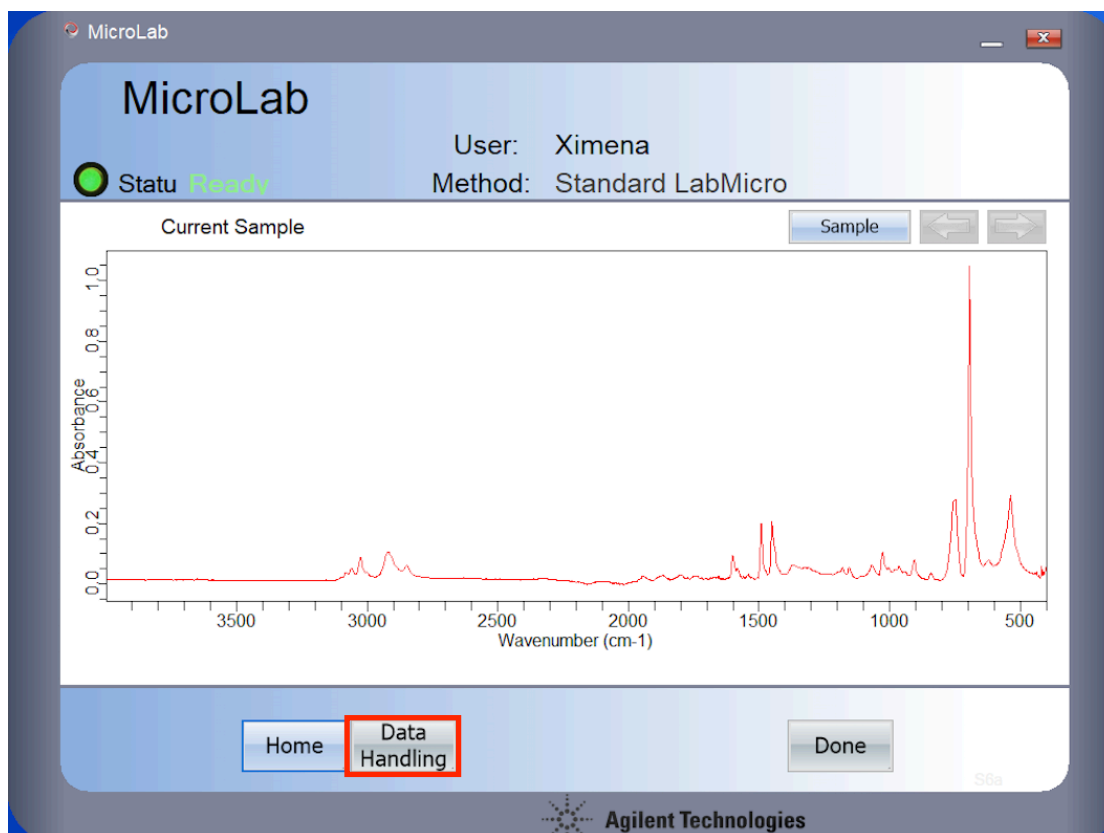 MicroLab
MicroLab
User: Ximena
Statu Ready
Method: Standard LabMicro
Current Sample
Sample
Absorbance
1,0
0,8
0,6
0,4
0,2
0,0
3500 3000 2500 2000 1500 1000 500
Wavenumber (cm-1)
Home
Data
Handling
Done
S6a
Agilent Technologies